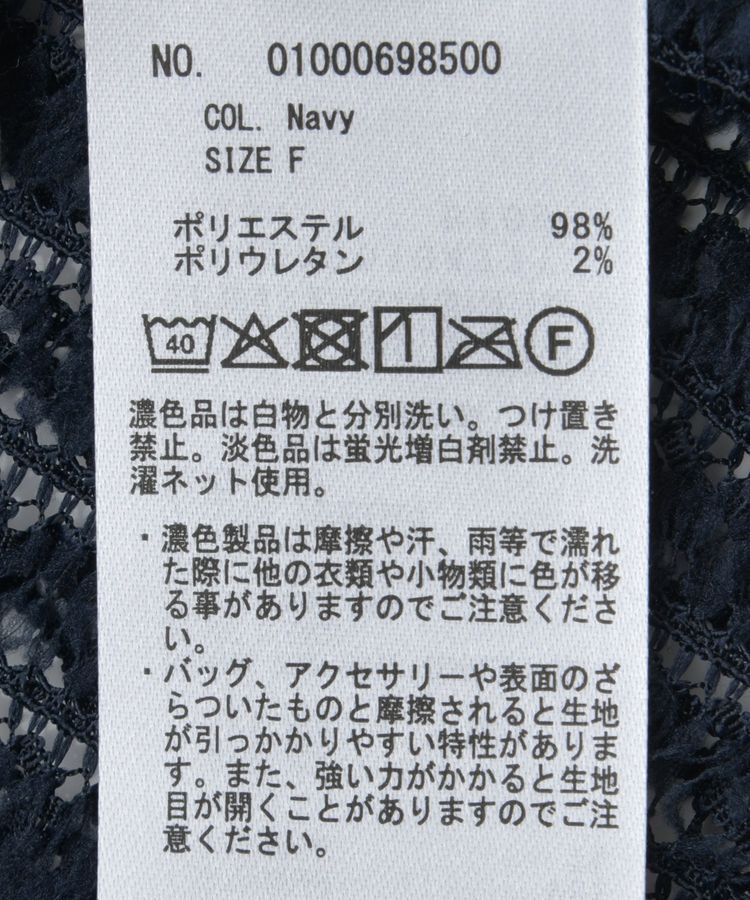 NO. 01000698500
COL. Navy
SIZE F
ポリエステル 98%
ポリウレタン 2%
40 F
濃色品は白物と分別洗い。つけ置き
禁止。淡色品は蛍光増白剤禁止。洗
濯ネット使用。
・濃色製品は摩擦や汗、雨等で濡れ
た際に他の衣類や小物類に色が移
る事がありますのでご注意くださ
い。
・バッグ、アクセサリーや表面のざ
らついたものと摩擦されると生地
が引っかかりやすい特性がありま
す。また、強い力がかかると生地
目が開くことがありますのでご注
意ください。